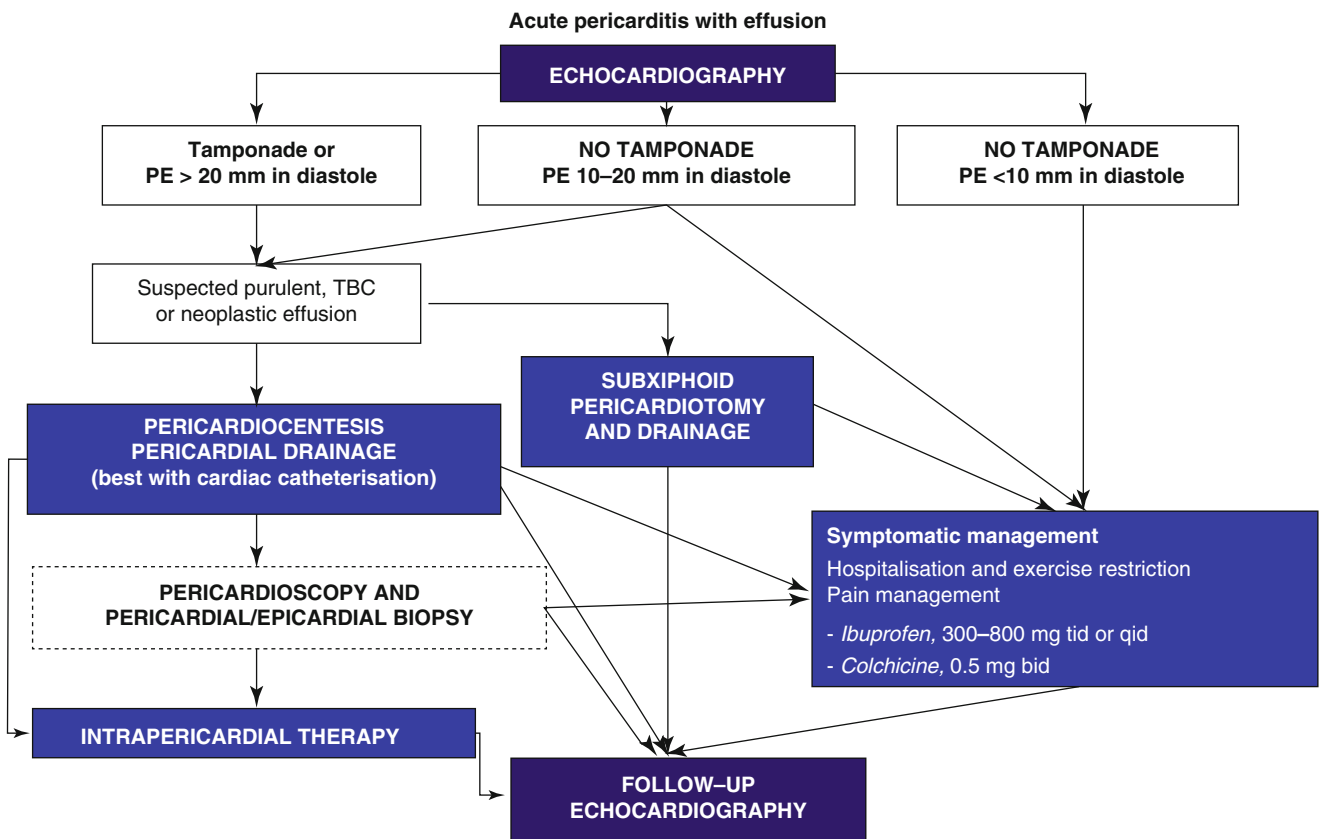 Acute pericarditis with effusion
ECHOCARDIOGRAPHY
Tamponade or
PE > 20 mm in diastole
NO TAMPONADE
PE 10–20 mm in diastole
NO TAMPONADE
PE <10 mm in diastole
Suspected purulent, TBC
or neoplastic effusion
SUBXIPHOID
PERICARDIOTOMY
AND DRAINAGE
PERICARDIOCENTESIS
PERICARDIAL DRAINAGE
(best with cardiac catheterisation)
Symptomatic management
Hospitalisation and exercise restriction
Pain management
- Ibuprofen, 300–800 mg tid or qid
- Colchicine, 0.5 mg bid
PERICARDIOSCOPY AND
PERICARDIAL/EPICARDIAL BIOPSY
INTRAPERICARDIAL THERAPY
FOLLOW–UP
ECHOCARDIOGRAPHY